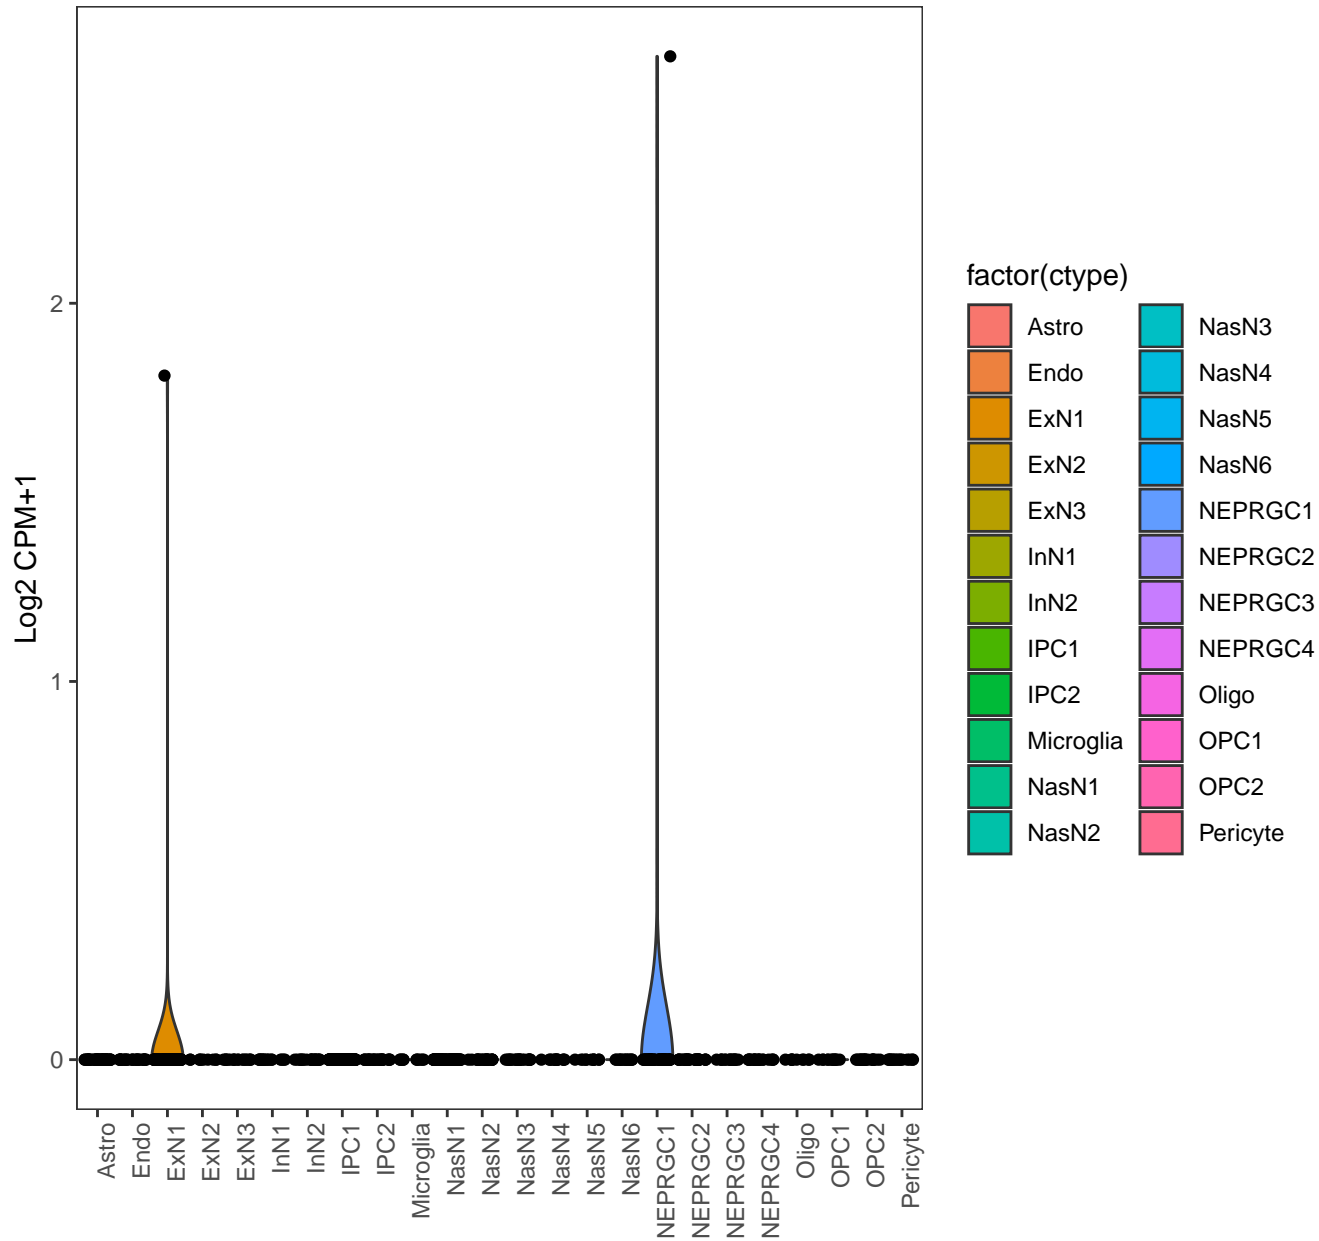 Log2 CPM+1
2
1
0
Astro
Endo
ExN1
ExN2
ExN3
InN1
InN2
IPC1
IPC2
Microglia
NasN1
NasN2
NasN3
NasN4
NasN5
NasN6
NEPRGC1
NEPRGC2
NEPRGC3
NEPRGC4
Oligo
OPC1
OPC2
Pericyte
factor(ctype)
Astro
Endo
ExN1
ExN2
ExN3
InN1
InN2
IPC1
IPC2
Microglia
NasN1
NasN2
NasN3
NasN4
NasN5
NasN6
NEPRGC1
NEPRGC2
NEPRGC3
NEPRGC4
Oligo
OPC1
OPC2
Pericyte